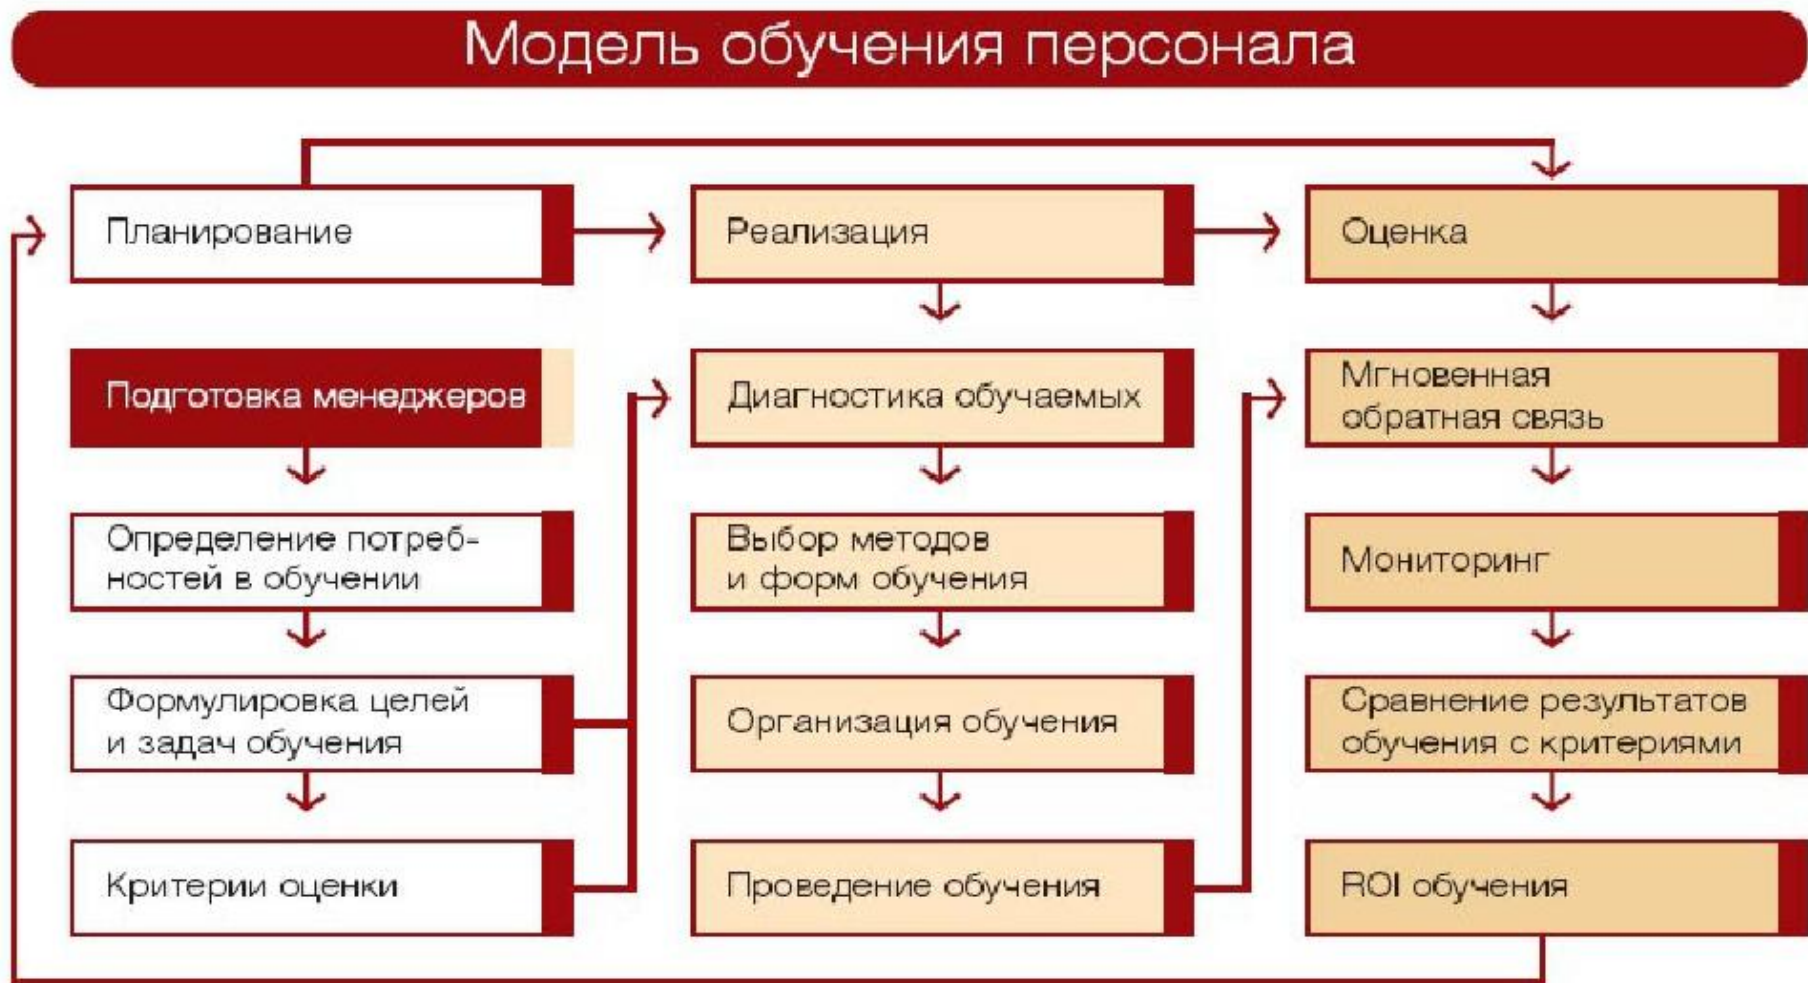 Модель обучения персонала
Планирование
Реализация
Оценка
Подготовка менеджеров
Диагностика обучаемых
Мгновенная
обратная связь
Определение потреб-
ностей в обучении
Выбор методов
и форм обучения
Мониторинг
Формулировка целей
и задач обучения
Организация обучения
Сравнение результатов
обучения с критериями
Критерии оценки
Проведение обучения
ROI обучения